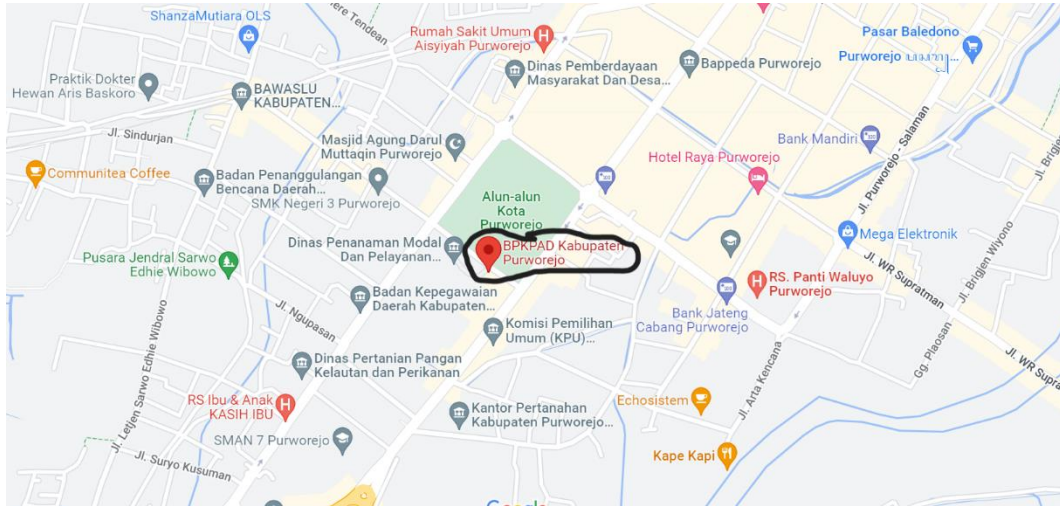 ShanzaMutiara OLS
Rumah Sakit Umum
Aisyiyah Purworejo
Pasar Baledono
Purworejo
Dinas Pemberdayaan
Masyarakat Dan Desa...
Bappeda Purworejo
Praktik Dokter
Hewan Aris Baskoro
BAWASLU
KABUPATEN...
Jl. Sindurjan
Masjid Agung Darul
Muttaqin Purworejo
Bank Mandiri
Jl. Purworejo - Salaman
Jl. Brigjen
Communitea Coffee
Badan Penanggulangan
Bencana Daerah...
SMK Negeri 3 Purworejo
Hotel Raya Purworejo
Alun-alun
Kota
Purworejo
Dinas Penanaman Modal
Dan Pelayanan...
BPKPAD Kabupaten
Purworejo
Mega Elektronik
Jl. Brigjen Wiyono
Pusara Jendral Sarwo
Edhie Wibowo
Jl. WR Supratman
RS. Panti Waluyo
Purworejo
Badan Kepegawaian
Daerah Kabupaten...
Jl. Ngupasan
Bank Jateng
Cabang Purworejo
Komisi Pemilihan
Umum (KPU)...
Gg. Plaosan
Jl. WR Supra
Dinas Pertanian Pangan
Kelautan dan Perikanan
Jl. Letjen Sarwo Edhie Wibowo
RS Ibu & Anak
KASIH IBU
Echosistem
Jl. Arta Kencana
Kantor Pertanahan
Kabupaten Purworejo...
SMAN 7 Purworejo
Kape Kapi
Jl. Suryo Kusuman